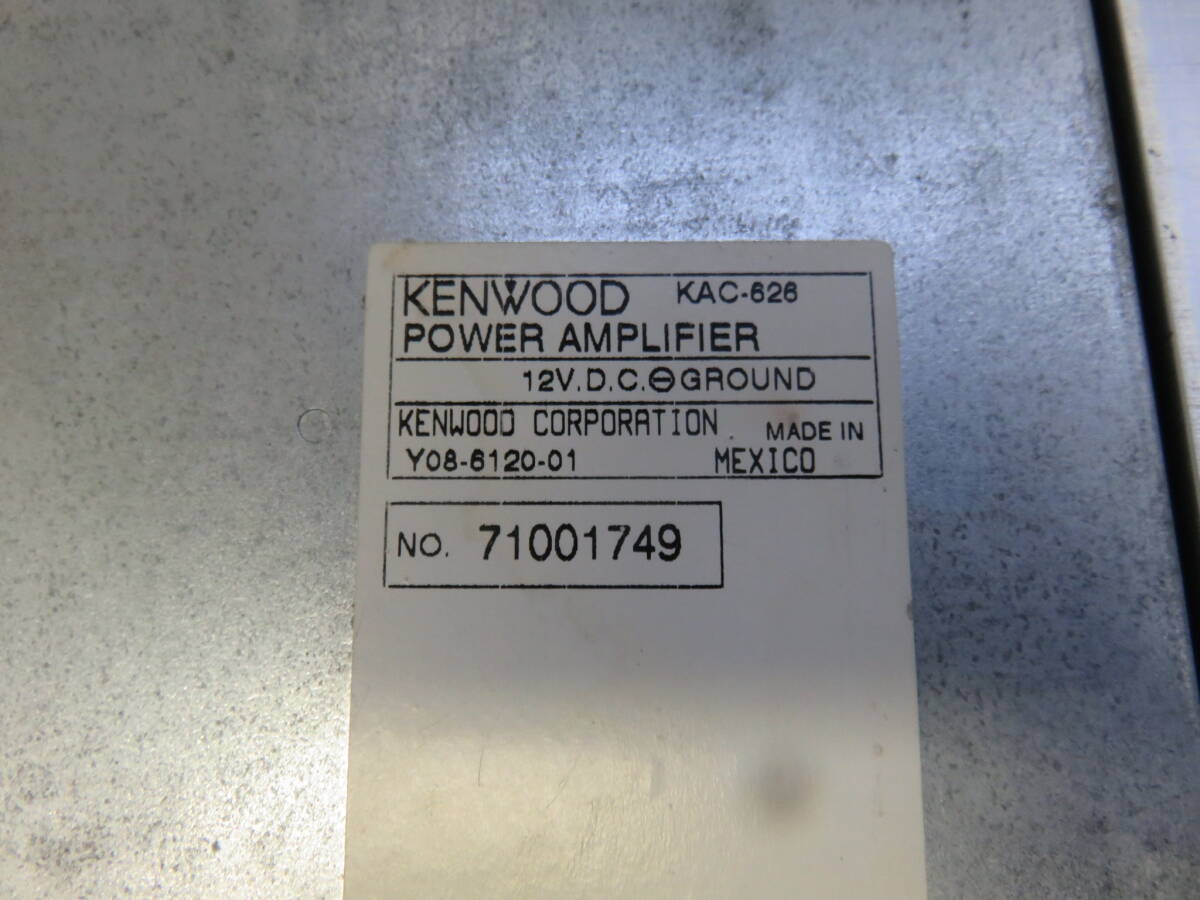 KENWOOD KAC-626
POWER AMPLIFIER
12V.D.C.⊖GROUND
KENWOOD CORPORATION . MADE IN
Y08-6120-01 MEXICO
NO. 71001749